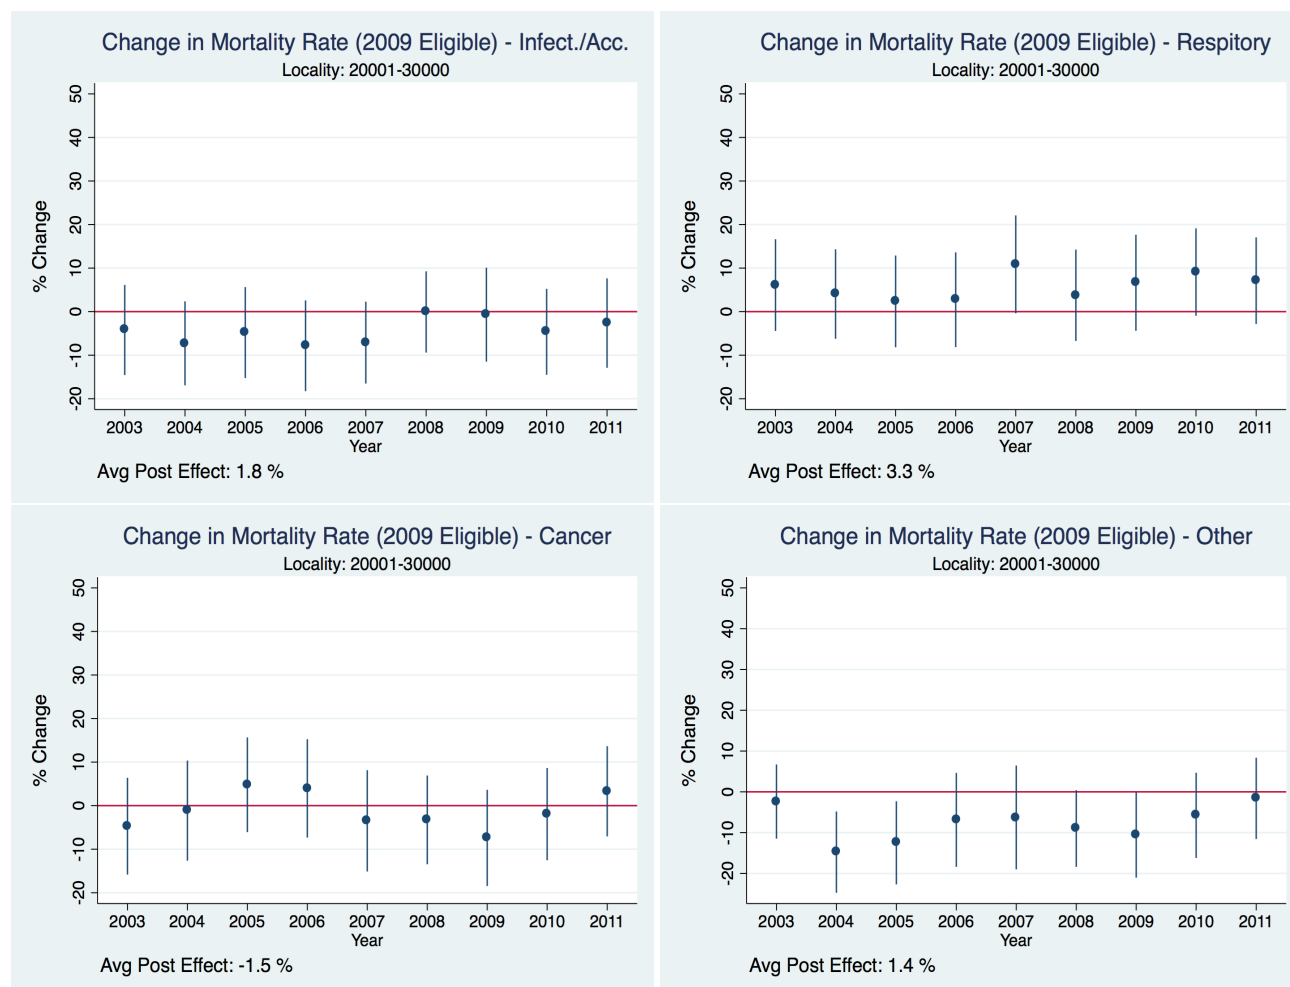 Change in Mortality Rate (2009 Eligible) - Infect./Acc.
Locality: 20001-30000
% Change
50
40
30
20
10
0
-10
-20
2003 2004 2005 2006 2007 2008 2009 2010 2011
Year
Avg Post Effect: 1.8 %
Change in Mortality Rate (2009 Eligible) - Respitory
Locality: 20001-30000
% Change
50
40
30
20
10
0
-10
-20
2003 2004 2005 2006 2007 2008 2009 2010 2011
Year
Avg Post Effect: 3.3 %
Change in Mortality Rate (2009 Eligible) - Cancer
Locality: 20001-30000
% Change
50
40
30
20
10
0
-10
-20
2003 2004 2005 2006 2007 2008 2009 2010 2011
Year
Avg Post Effect: -1.5 %
Change in Mortality Rate (2009 Eligible) - Other
Locality: 20001-30000
% Change
50
40
30
20
10
0
-10
-20
2003 2004 2005 2006 2007 2008 2009 2010 2011
Year
Avg Post Effect: 1.4 %